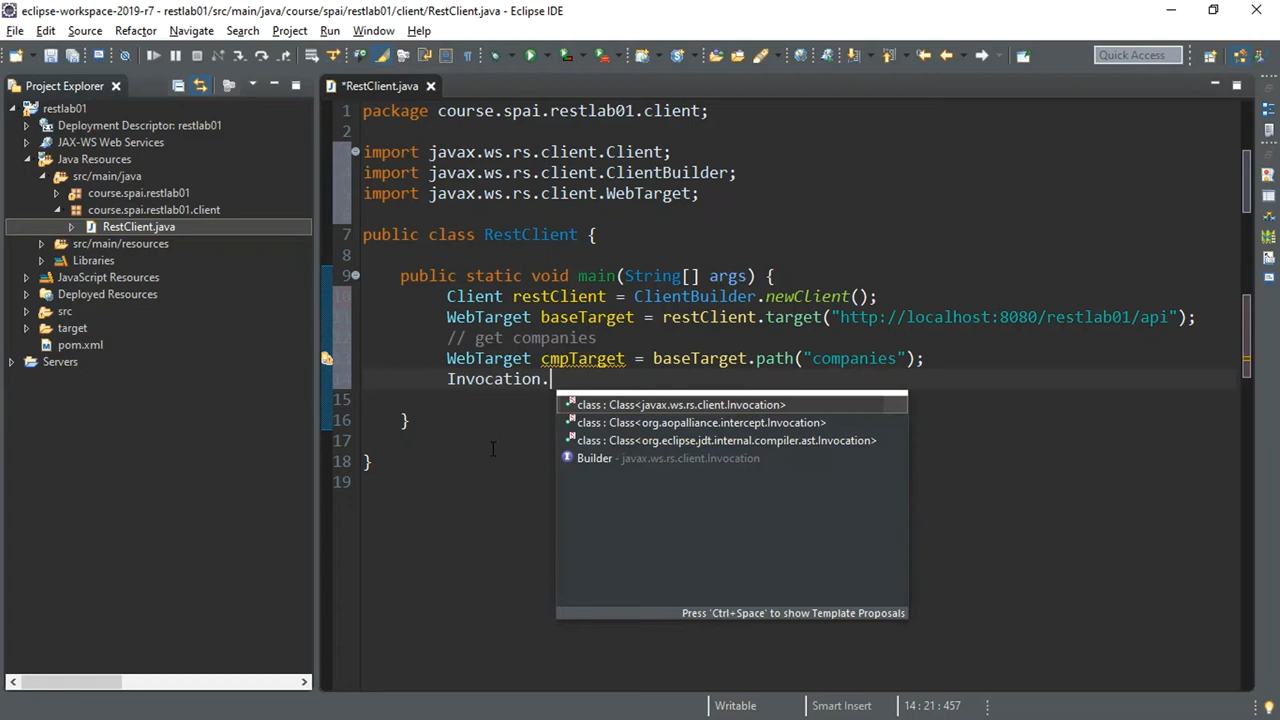 eclipse-workspace-2019-r7 - restlab01/src/main/java/course/spai/restlab01/client/RestClient.java - Eclipse IDE
File Edit Source Refactor Navigate Search Project Run Window Help
Quick Access
Project Explorer
restlab01
Deployment Descriptor: restlab01
JAX-WS Web Services
Java Resources
src/main/java
course.spai.restlab01
course.spai.restlab01.client
RestClient.java
src/main/resources
Libraries
JavaScript Resources
Deployed Resources
src
target
pom.xml
Servers
*RestClient.java
1 package course.spai.restlab01.client;
2
import javax.ws.rs.client.Client;
import javax.ws.rs.client.ClientBuilder;
import javax.ws.rs.client.WebTarget;
7 public class RestClient {
8
9 public static void main(String[] args) {
10 Client restClient = ClientBuilder.newClient();
11 WebTarget baseTarget = restClient.target("http://localhost:8080/restlab01/api");
// get companies
WebTarget cmpTarget = baseTarget.path("companies");
14 Invocation.
15
16 }
17
18 }
19
class : Class<javax.ws.rs.client.Invocation>
class : Class<org.aopalliance.intercept.Invocation>
class : Class<org.eclipse.jdt.internal.compiler.ast.Invocation>
Builder - javax.ws.rs.client.Invocation
Press 'Ctrl+Space' to show Template Proposals
Writable Smart Insert 14 : 21 : 457